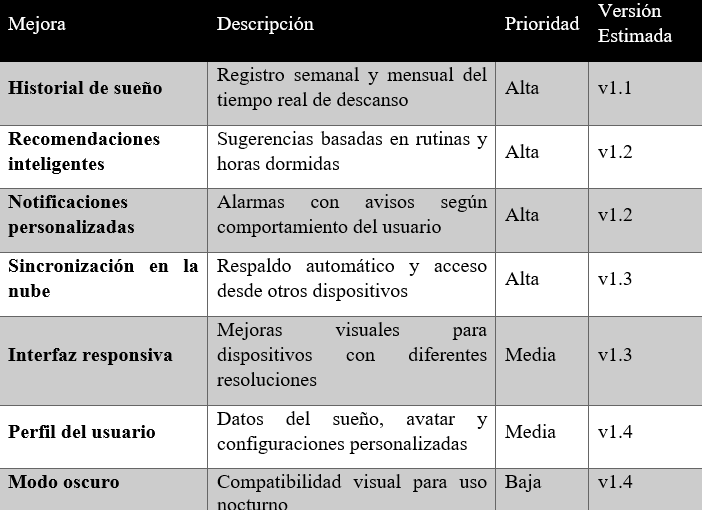 Mejora
Descripción
Prioridad
Versión
Estimada
Historial de sueño
Registro semanal y mensual del
tiempo real de descanso
Alta
v1.1
Recomendaciones
inteligentes
Sugerencias basadas en rutinas y
horas dormidas
Alta
v1.2
Notificaciones
personalizadas
Alarmas con avisos según
comportamiento del usuario
Alta
v1.2
Sincronización en la
nube
Respaldo automático y acceso
desde otros dispositivos
Alta
v1.3
Interfaz responsiva
Mejoras visuales para
dispositivos con diferentes
resoluciones
Media
v1.3
Perfil del usuario
Datos del sueño, avatar y
configuraciones personalizadas
Media
v1.4
Modo oscuro
Compatibilidad visual para uso
nocturno
Baja
v1.4